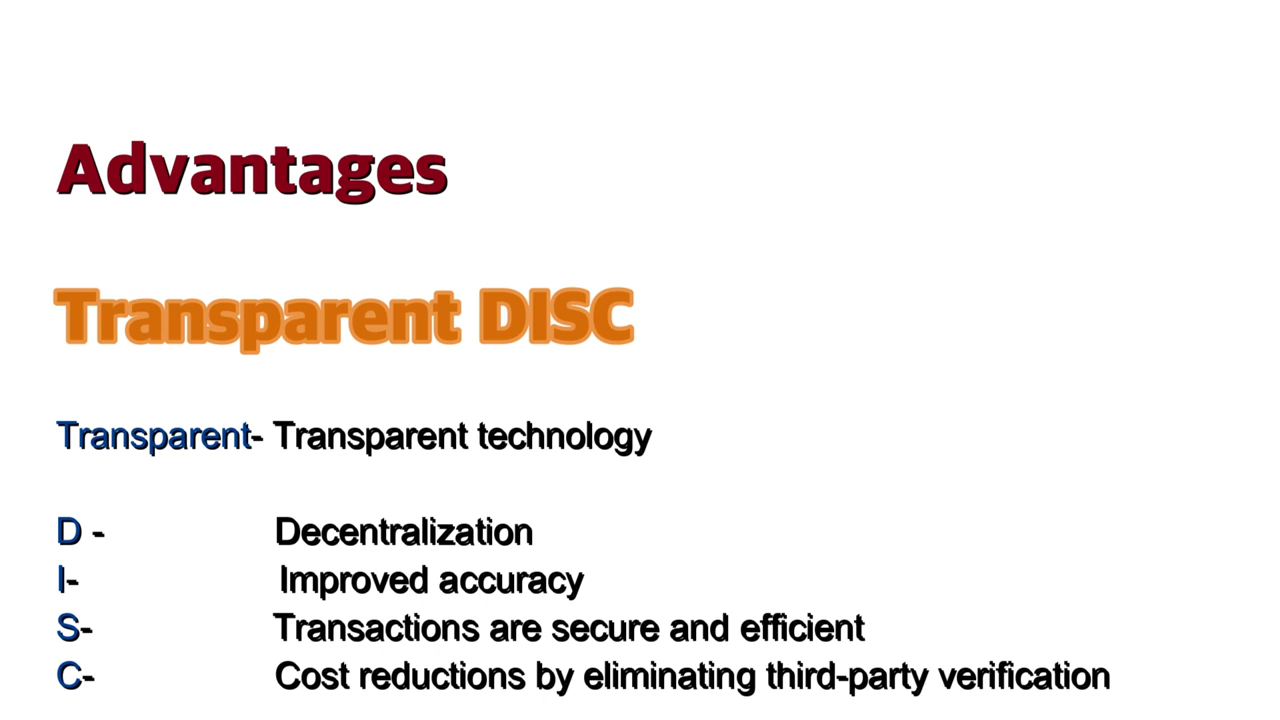 Advantages
Transparent DISC
Transparent- Transparent technology
D - Decentralization
I- Improved accuracy
S- Transactions are secure and efficient
C- Cost reductions by eliminating third-party verification